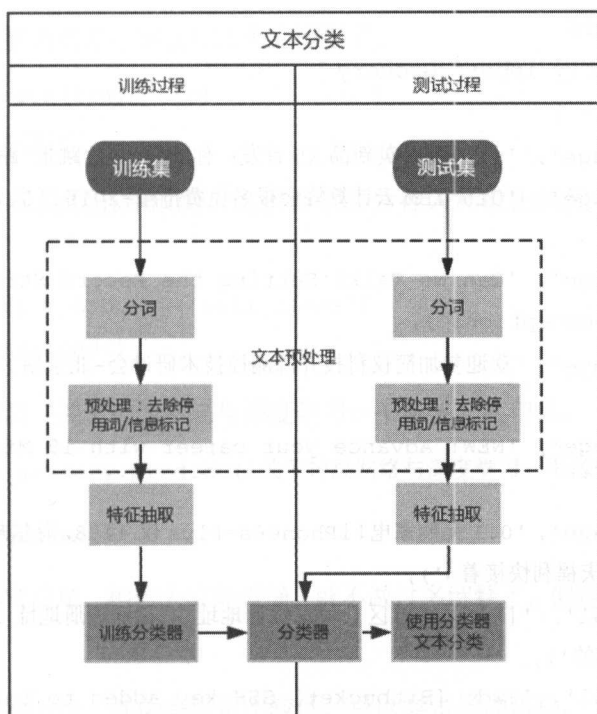 文本分类
训练过程
测试过程
训练集
测试集
分词
分词
文本预处理
预处理：去除停
用词/信息标记
预处理：去除停
用词/信息标记
特征抽取
特征抽取
训练分类器
分类器
使用分类器
文本分类